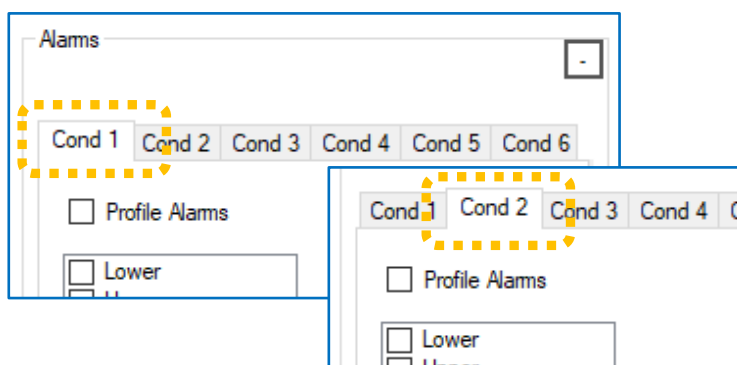 Alarms
-
Cond 1 Cond 2 Cond 3 Cond 4 Cond 5 Cond 6
Profile Alarms
Lower
Cond 1 Cond 2 Cond 3 Cond 4
Profile Alarms
Lower
Upper